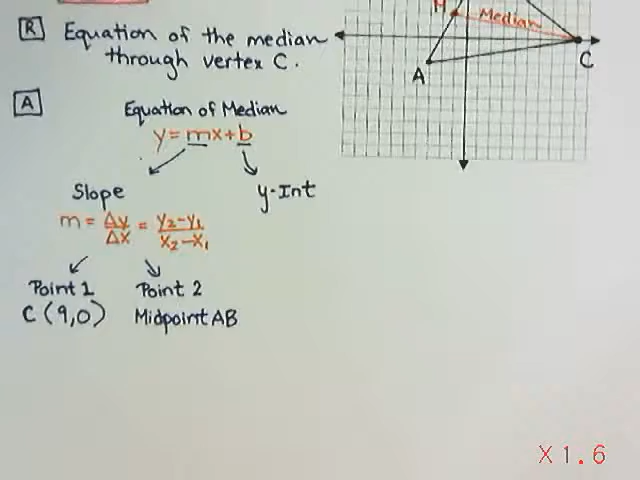 M
Median
R Equation of the median
through vertex C.
A
C
A Equation of Median
y = mx + b
Slope
y-Int
m = Δy/Δx = y₂-y₁/x₂-x₁
Point 1 Point 2
C (9,0) Midpoint AB
X1.6